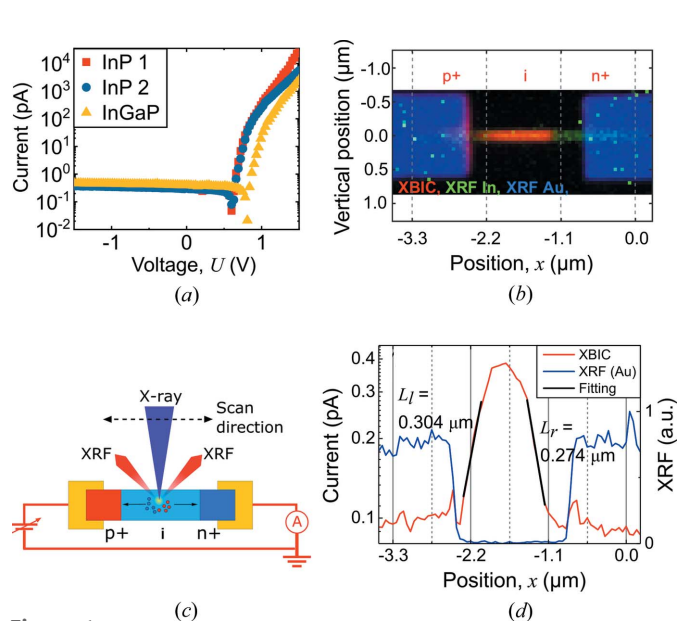 10⁴
10³
10²
10¹
10⁰
10⁻¹
10⁻²
Current (pA)
InP 1
InP 2
InGaP
-1
0
1
Voltage, U (V)
(a)
Vertical position (µm)
-1.0
-0.5
0.0
0.5
1.0
p+
i
n+
XBIC, XRF In, XRF Au,
-3.3
-2.2
-1.1
0.0
Position, x (µm)
(b)
X-ray
Scan
direction
XRF
XRF
p+
i
n+
A
(c)
Current (pA)
0.4
0.3
0.2
0.1
XBIC
XRF (Au)
Fitting
L_l =
0.304 µm
L_r =
0.274 µm
1
0
XRF (a.u.)
-3.3
-2.2
-1.1
0.0
Position, x (µm)
(d)